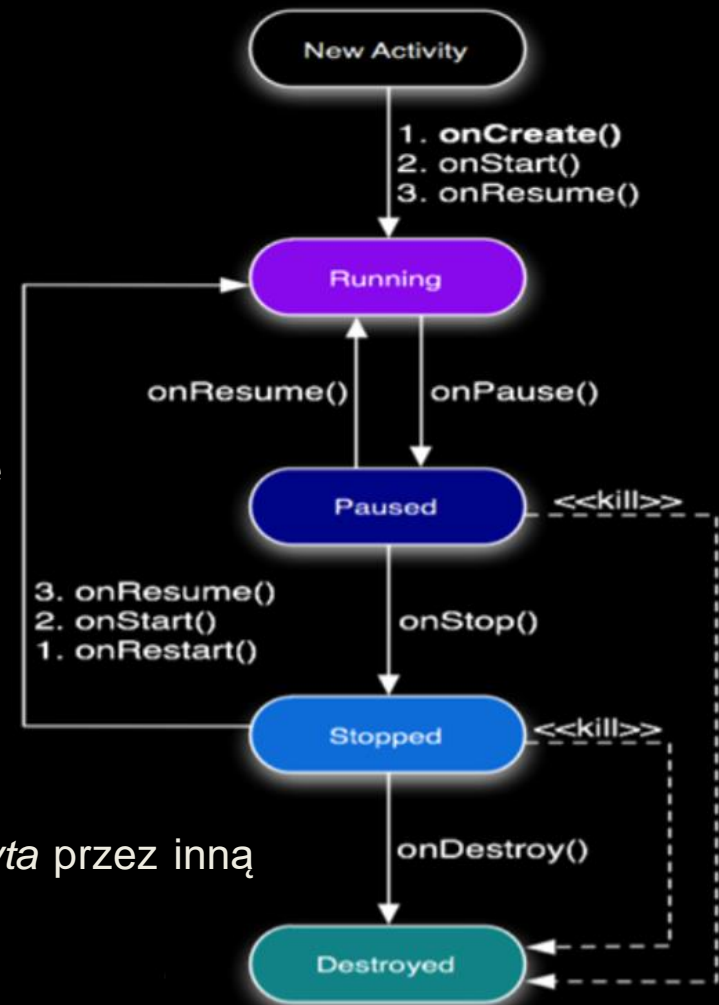 New Activity
1. onCreate()
2. onStart()
3. onResume()
Running
onResume()
onPause()
Paused
<<kill>>
3. onResume()
2. onStart()
1. onRestart()
onStop()
Stopped
<<kill>>
przez inną
onDestroy()
Destroyed